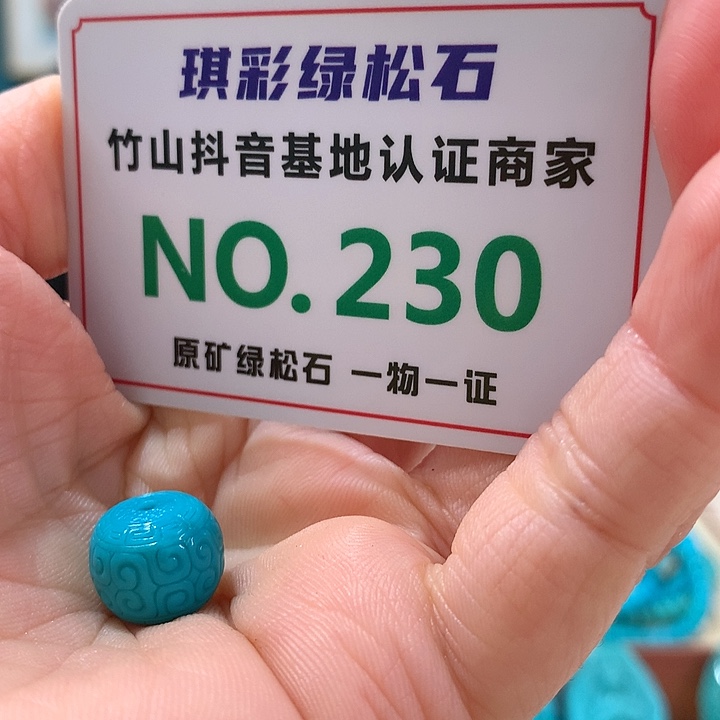 琪彩绿松石
竹山抖音基地认证商家
NO.230
原矿绿松石 一物一证